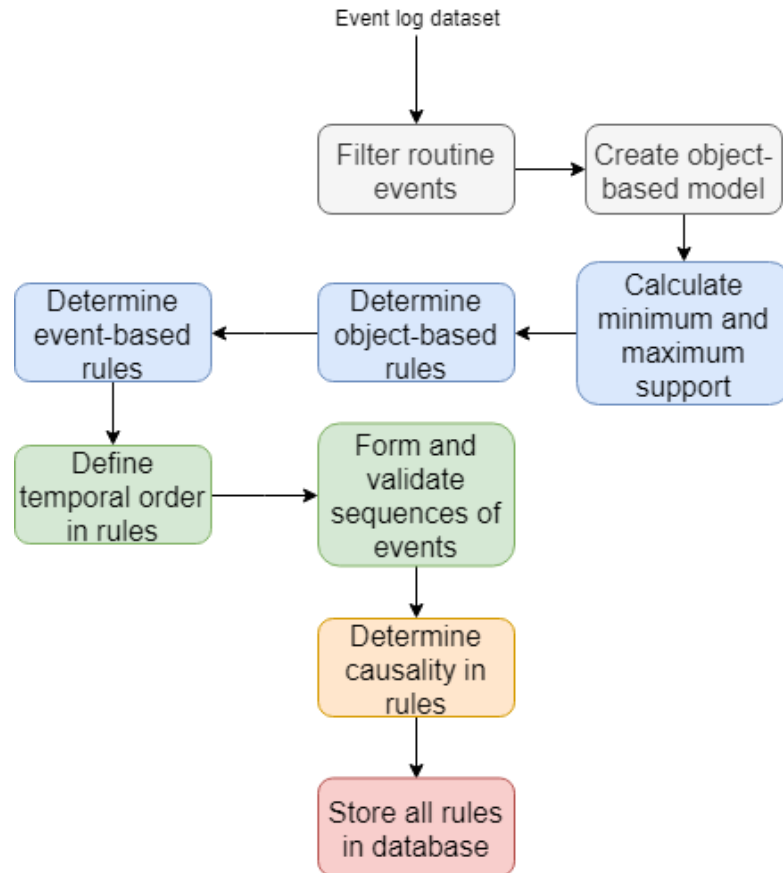 Event log dataset
Filter routine
events
Create object-
based model
Calculate
minimum and
maximum
support
Determine
object-based
rules
Determine
event-based
rules
Define
temporal order
in rules
Form and
validate
sequences of
events
Determine
causality in
rules
Store all rules
in database